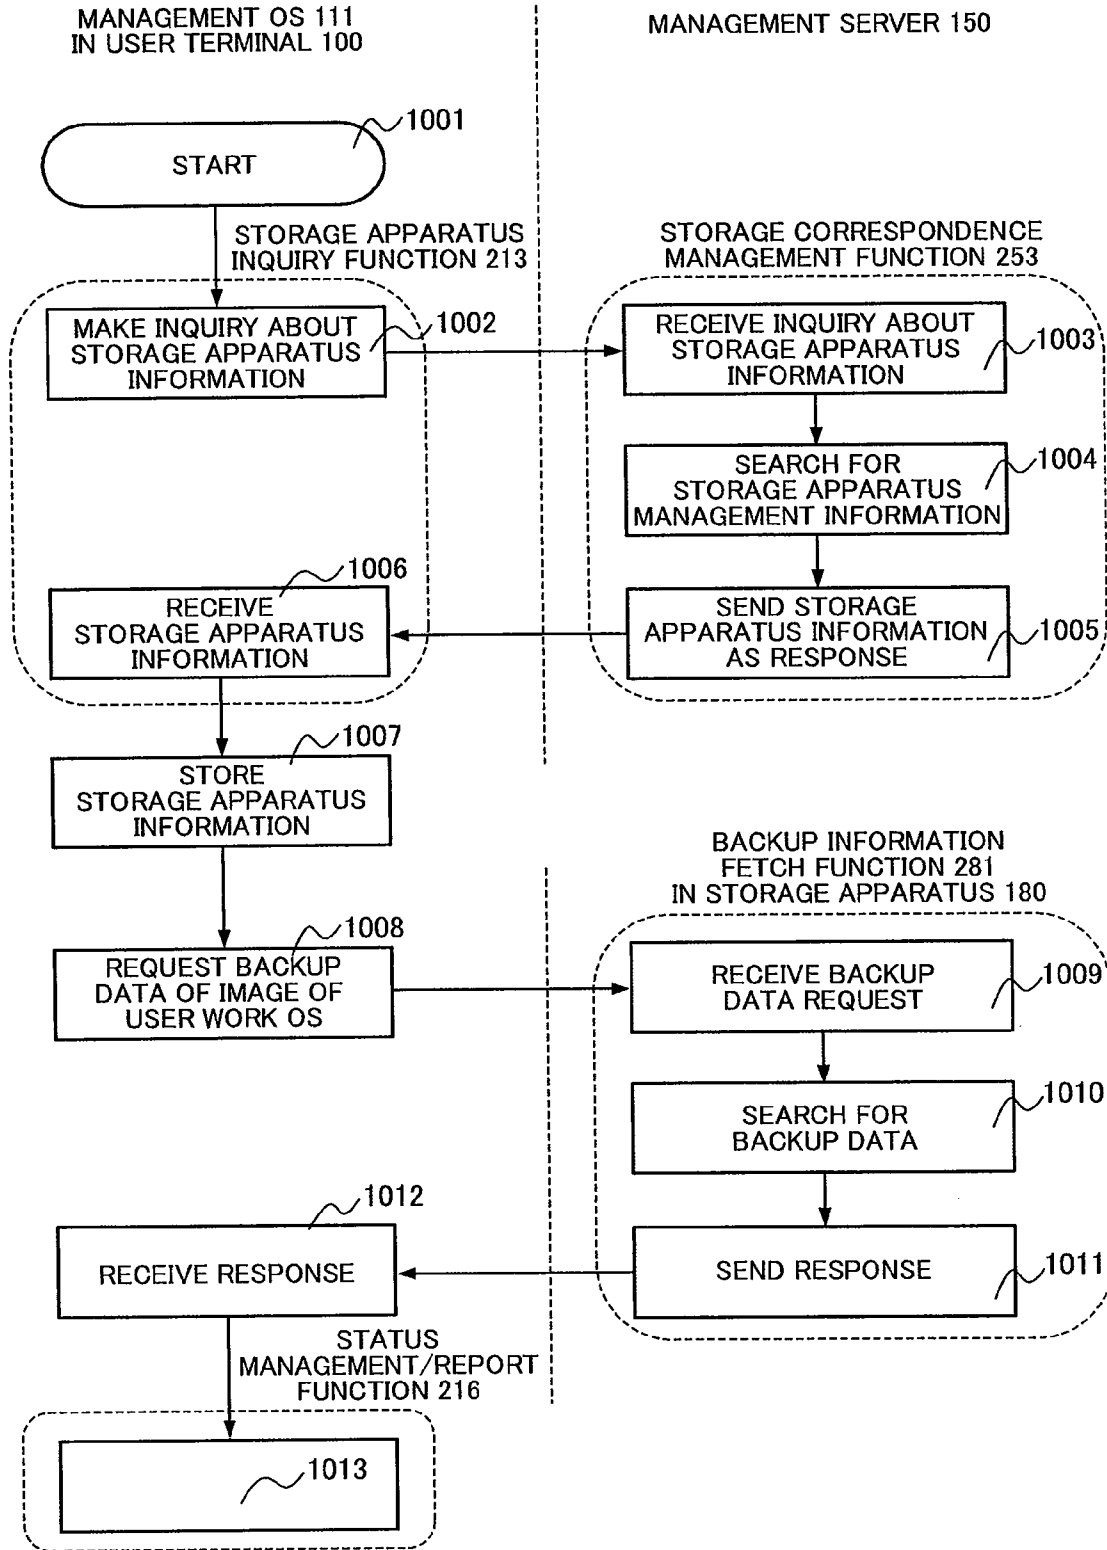 MANAGEMENT OS 111
IN USER TERMINAL 100
MANAGEMENT SERVER 150
1001
START
STORAGE APPARATUS
INQUIRY FUNCTION 213
STORAGE CORRESPONDENCE
MANAGEMENT FUNCTION 253
MAKE INQUIRY ABOUT
STORAGE APPARATUS
INFORMATION
1002
RECEIVE INQUIRY ABOUT
STORAGE APPARATUS
INFORMATION
1003
SEARCH FOR
STORAGE APPARATUS
MANAGEMENT INFORMATION
1004
1006
RECEIVE
STORAGE APPARATUS
INFORMATION
SEND STORAGE
APPARATUS INFORMATION
AS RESPONSE
1005
1007
STORE
STORAGE APPARATUS
INFORMATION
BACKUP INFORMATION
FETCH FUNCTION 281
IN STORAGE APPARATUS 180
1008
REQUEST BACKUP
DATA OF IMAGE OF
USER WORK OS
RECEIVE BACKUP
DATA REQUEST
1009
SEARCH FOR
BACKUP DATA
1010
1012
RECEIVE RESPONSE
SEND RESPONSE
1011
STATUS
MANAGEMENT/REPORT
FUNCTION 216
1013